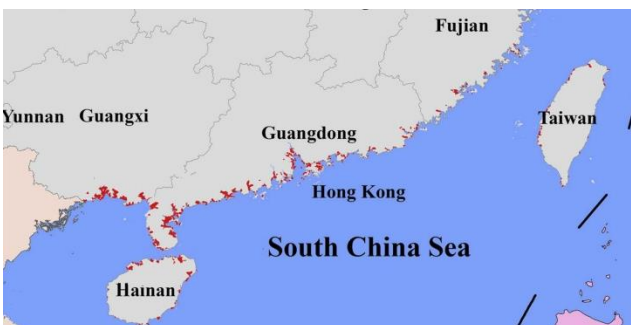 Fujian
Yunnan Guangxi
Taiwan
Guangdong
Hong Kong
South China Sea
Hainan